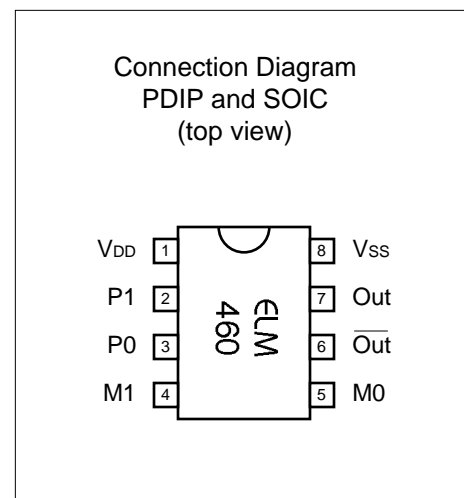 Connection Diagram
PDIP and SOIC
(top view)
VDD 1 8 VSS
P1 2 7 Out
P0 3 6 O̅u̅t̅
M1 4 5 M0
ELM
460